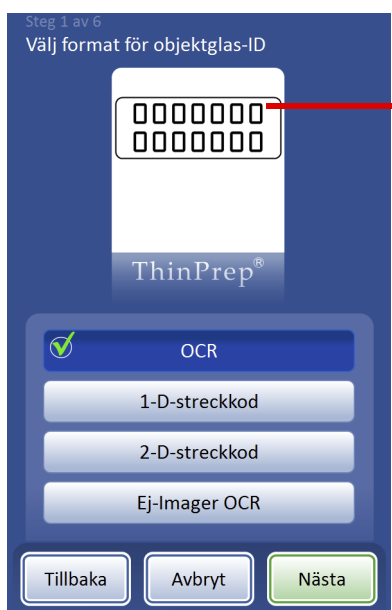 Steg 1 av 6
Välj format för objektglas-ID
0000000
0000000
ThinPrep®
OCR
1-D-streckkod
2-D-streckkod
Ej-Imager OCR
Tillbaka
Avbryt
Nästa